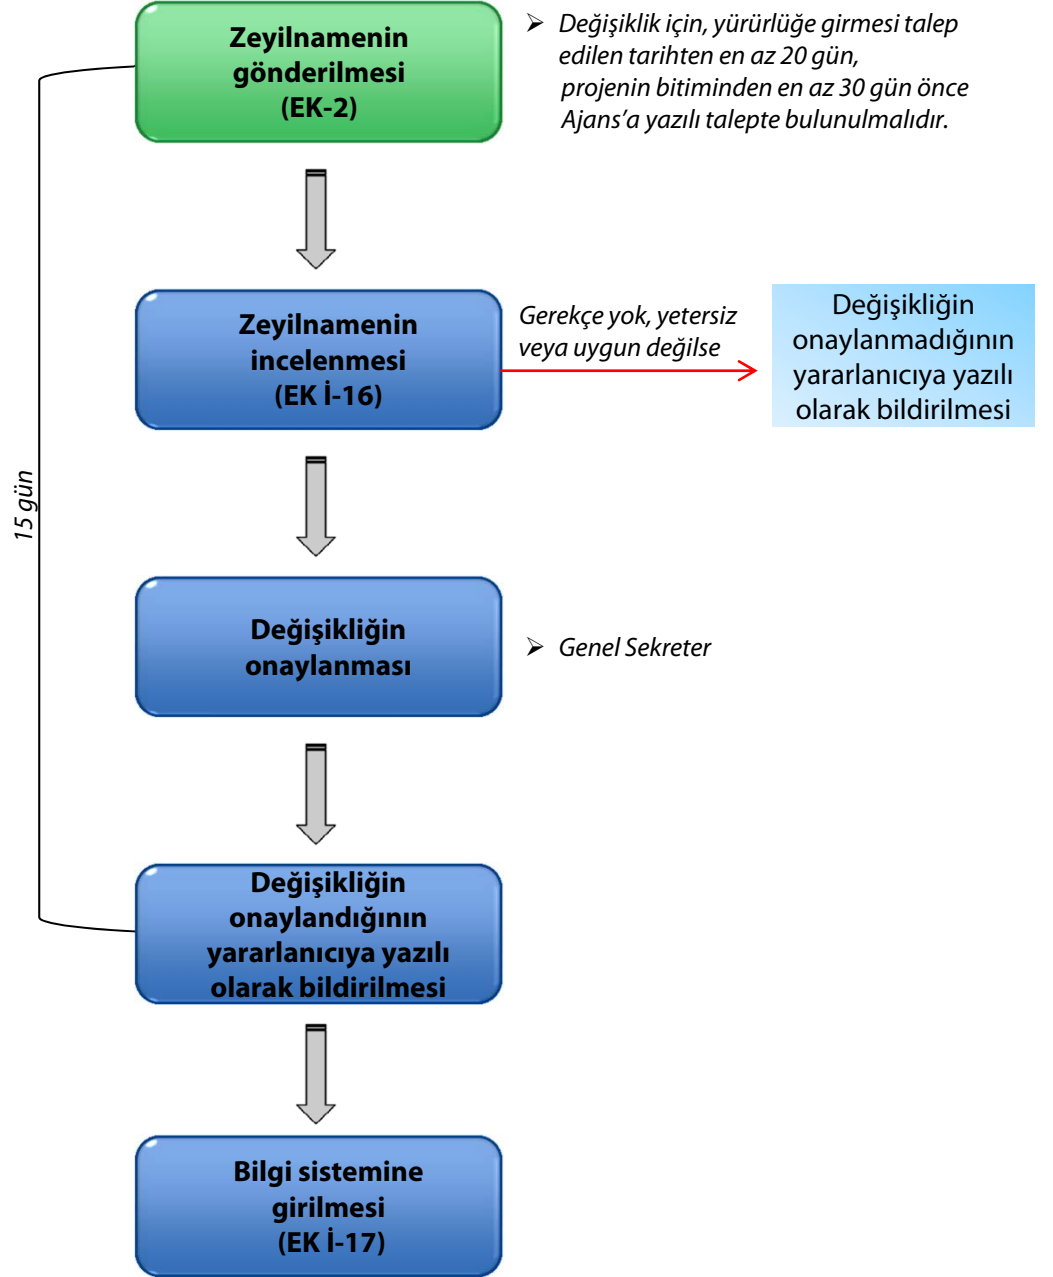 Zeyilnamenin
gönderilmesi
(EK-2)
➢ Değişiklik için, yürürlüğe girmesi talep
edilen tarihten en az 20 gün,
projenin bitiminden en az 30 gün önce
Ajans’a yazılı talepte bulunulmalıdır.
Zeyilnamenin
incelenmesi
(EK İ-16)
Gerekçe yok, yetersiz
veya uygun değilse
Değişikliğin
onaylanmadığının
yararlanıcıya yazılı
olarak bildirilmesi
15 gün
Değişikliğin
onaylanması
➢ Genel Sekreter
Değişikliğin
onaylandığının
yararlanıcıya yazılı
olarak bildirilmesi
Bilgi sistemine
girilmesi
(EK İ-17)